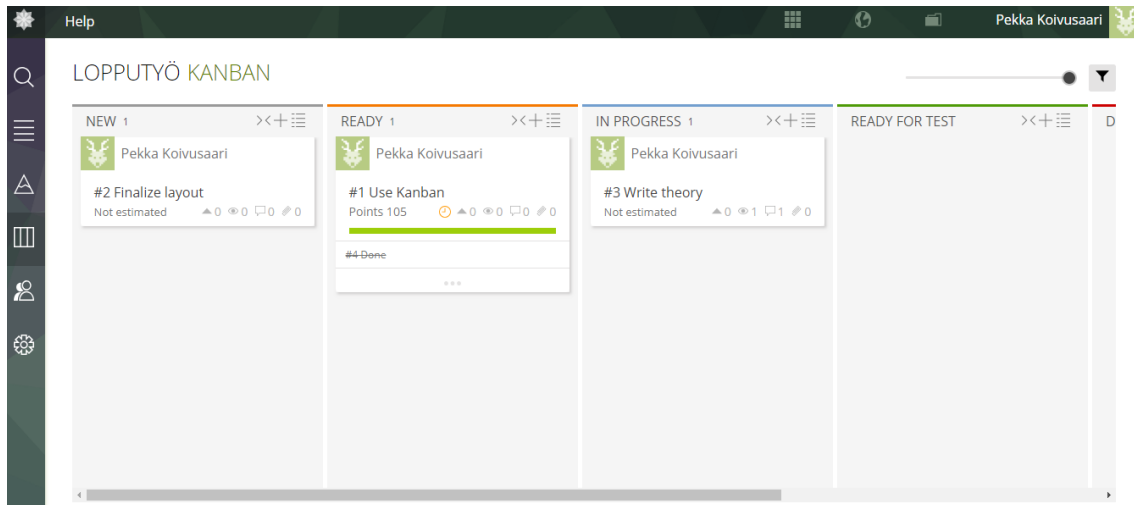 Help
Pekka Koivusaari
LOPPUTYÖ KANBAN
NEW 1
Pekka Koivusaari
#2 Finalize layout
Not estimated 0 0 0 0
READY 1
Pekka Koivusaari
#1 Use Kanban
Points 105 0 0 0 0
#4 Done
IN PROGRESS 1
Pekka Koivusaari
#3 Write theory
Not estimated 0 1 1 0
READY FOR TEST
D